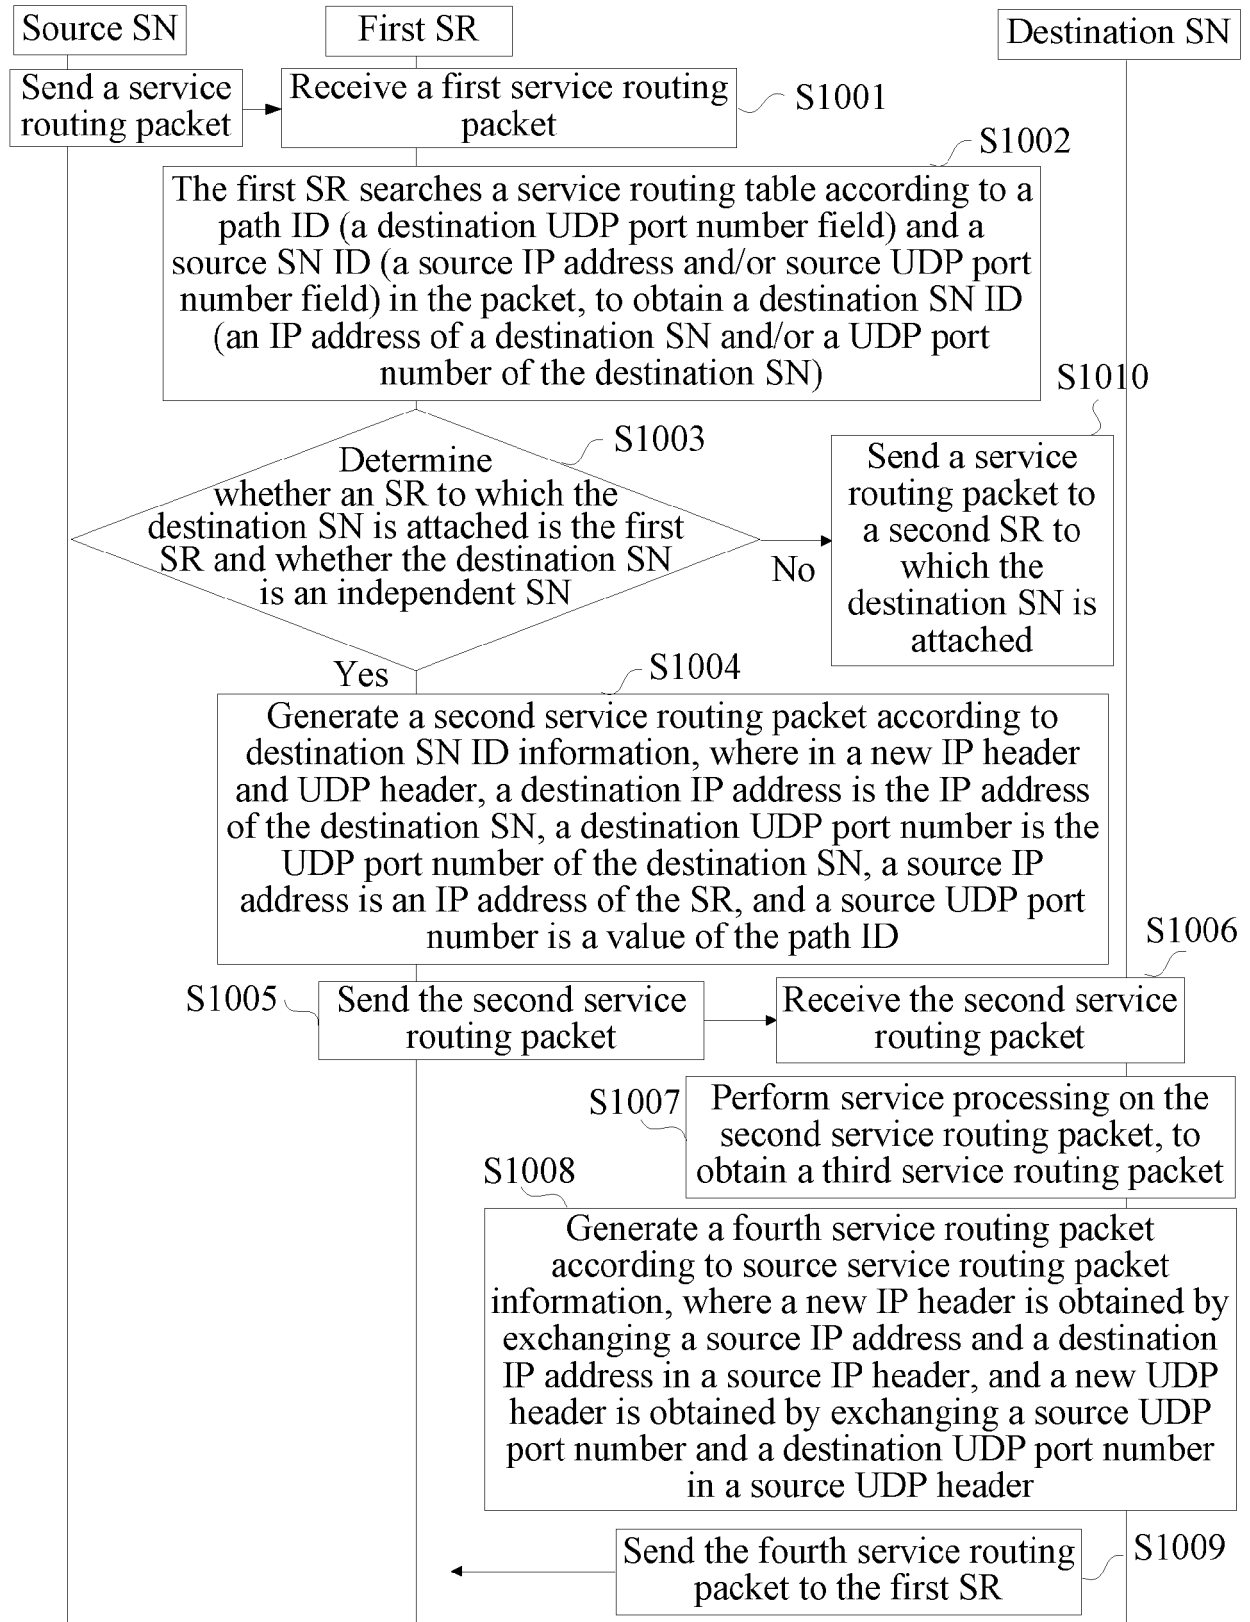 Source SN
First SR
Destination SN
Send a service
routing packet
Receive a first service routing
packet
S1001
S1002
The first SR searches a service routing table according to a
path ID (a destination UDP port number field) and a
source SN ID (a source IP address and/or source UDP port
number field) in the packet, to obtain a destination SN ID
(an IP address of a destination SN and/or a UDP port
number of the destination SN)
S1003
Determine
whether an SR to which the
destination SN is attached is the first
SR and whether the destination SN
is an independent SN
No
S1010
Send a service
routing packet to
a second SR to
which the
destination SN is
attached
Yes
S1004
Generate a second service routing packet according to
destination SN ID information, where in a new IP header
and UDP header, a destination IP address is the IP address
of the destination SN, a destination UDP port number is the
UDP port number of the destination SN, a source IP
address is an IP address of the SR, and a source UDP port
number is a value of the path ID
S1005
Send the second service
routing packet
S1006
Receive the second service
routing packet
S1007
Perform service processing on the
second service routing packet, to
obtain a third service routing packet
S1008
Generate a fourth service routing packet
according to source service routing packet
information, where a new IP header is obtained by
exchanging a source IP address and a destination
IP address in a source IP header, and a new UDP
header is obtained by exchanging a source UDP
port number and a destination UDP port number
in a source UDP header
Send the fourth service routing
packet to the first SR
S1009